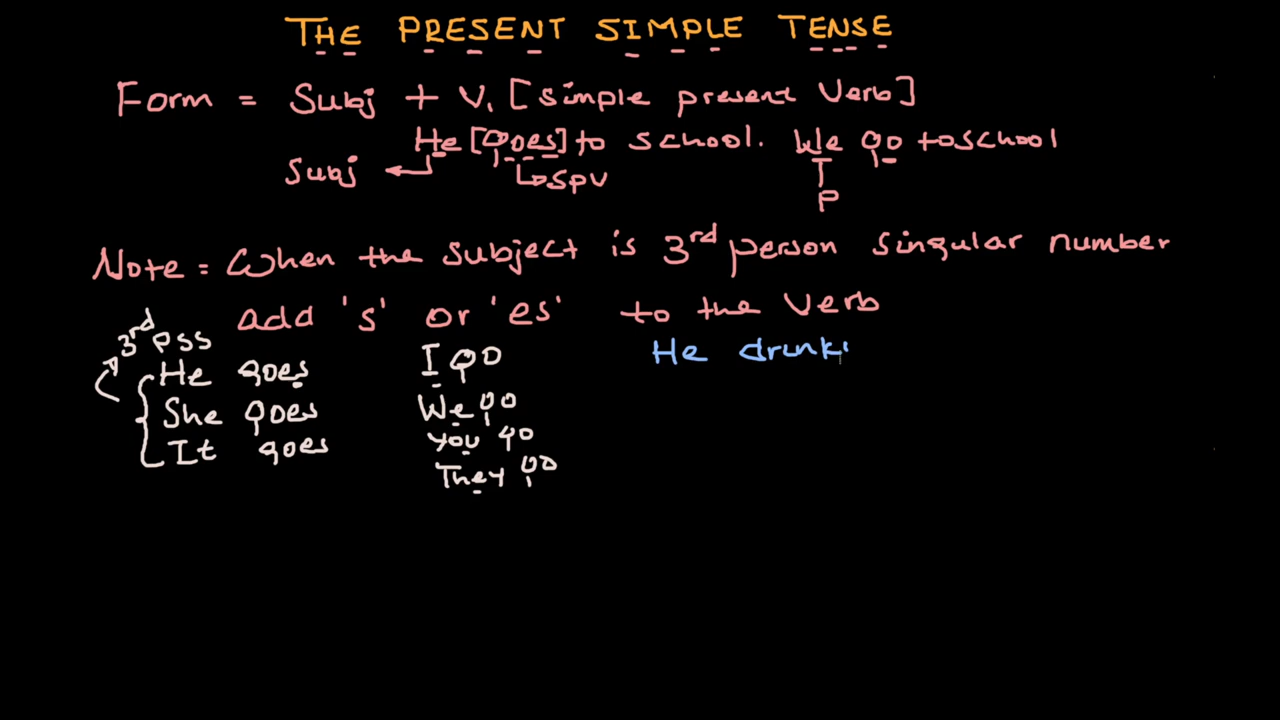 THE PRESENT SIMPLE TENSE
Form = Subj + V₁ [simple present verb]
He [goes] to school. We go to school
Subj
SPV
P
Note = When the subject is 3rd person singular number
add 's' or 'es' to the verb
3rd PSS
He goes
She goes
It goes
I go
We go
You go
They go
He drink